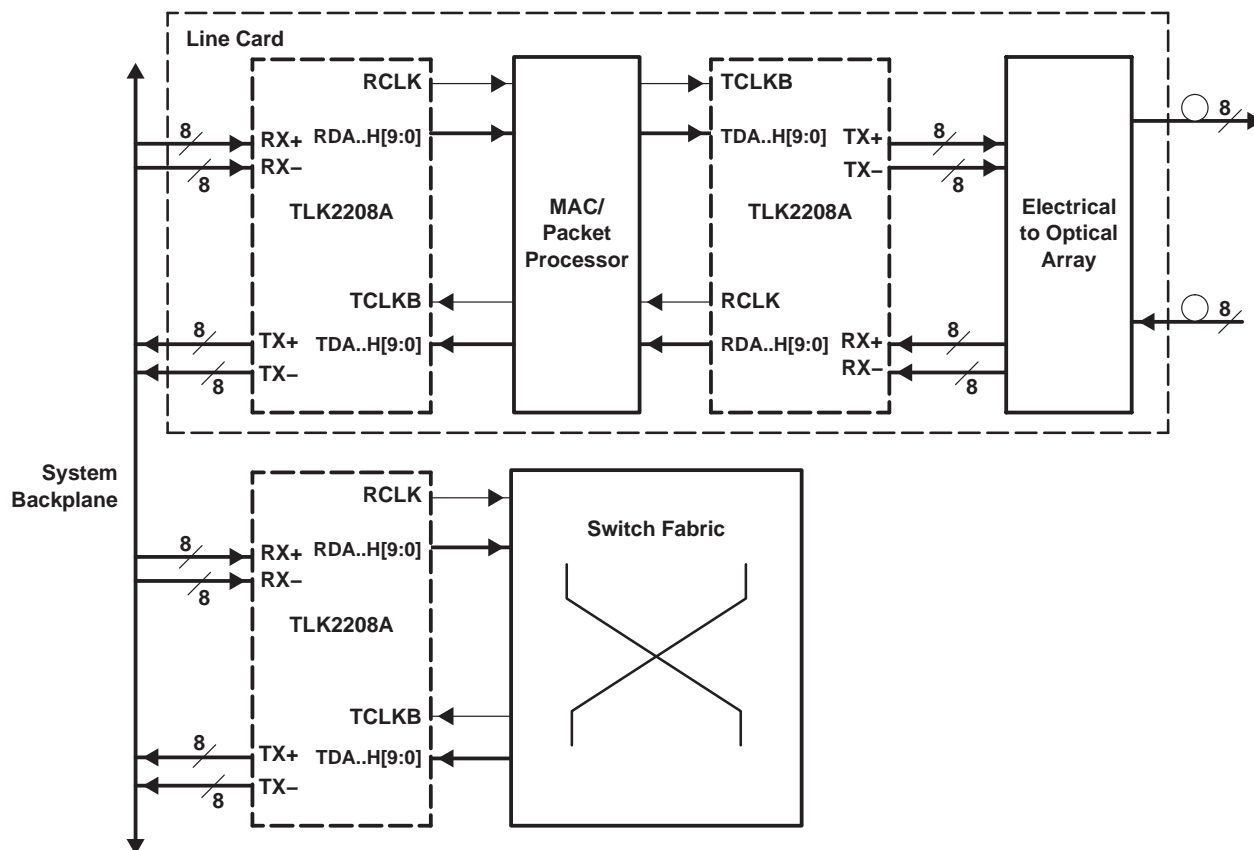 Line Card
RCLK
TCLKB
8
RX+
RDA..H[9:0]
TDA..H[9:0]
TX+
8
8
RX–
8
TX–
8
TLK2208A
MAC/
Packet
Processor
TLK2208A
Electrical
to Optical
Array
TCLKB
RCLK
8
8
TX+
TDA..H[9:0]
RDA..H[9:0]
RX+
8
TX–
8
RX–
8
System
Backplane
RCLK
Switch Fabric
8
RX+
RDA..H[9:0]
RX–
8
TLK2208A
TCLKB
8
TX+
TDA..H[9:0]
TX–
8